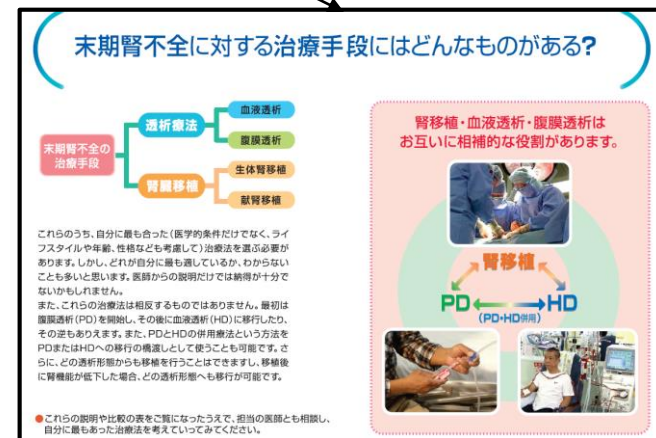 末期腎不全に対する治療手段にはどんなものがある?
末期腎不全の
治療手段
透析療法
血液透析
腹膜透析
腎臓移植
生体腎移植
献腎移植
これらのうち、自分に最も合った(医学的条件だけでなく、ライ
フスタイルや年齢、性格なども考慮して)治療法を選ぶ必要が
あります。しかし、どれが自分に最も適しているか、わからない
ことも多いと思います。医師からの説明だけでは納得が十分で
ないかもしれません。
また、これらの治療法は相反するものではありません。最初は
腹膜透析(PD)を開始し、その後に血液透析(HD)に移行したり、
その逆もありえます。また、PDとHDの併用療法という方法を
PDまたはHDへの移行の橋渡しとして使うことも可能です。さ
らに、どの透析形態からも移植を行うことはできますし、移植後
に腎機能が低下した場合、どの透析形態へも移行が可能です。
●これらの説明や比較の表をご覧になったうえで、担当の医師とも相談し、
自分に最もあった治療法を考えていってみてください。
腎移植・血液透析・腹膜透析は
お互いに相補的な役割があります。
腎移植
PD HD
(PD+HD併用)